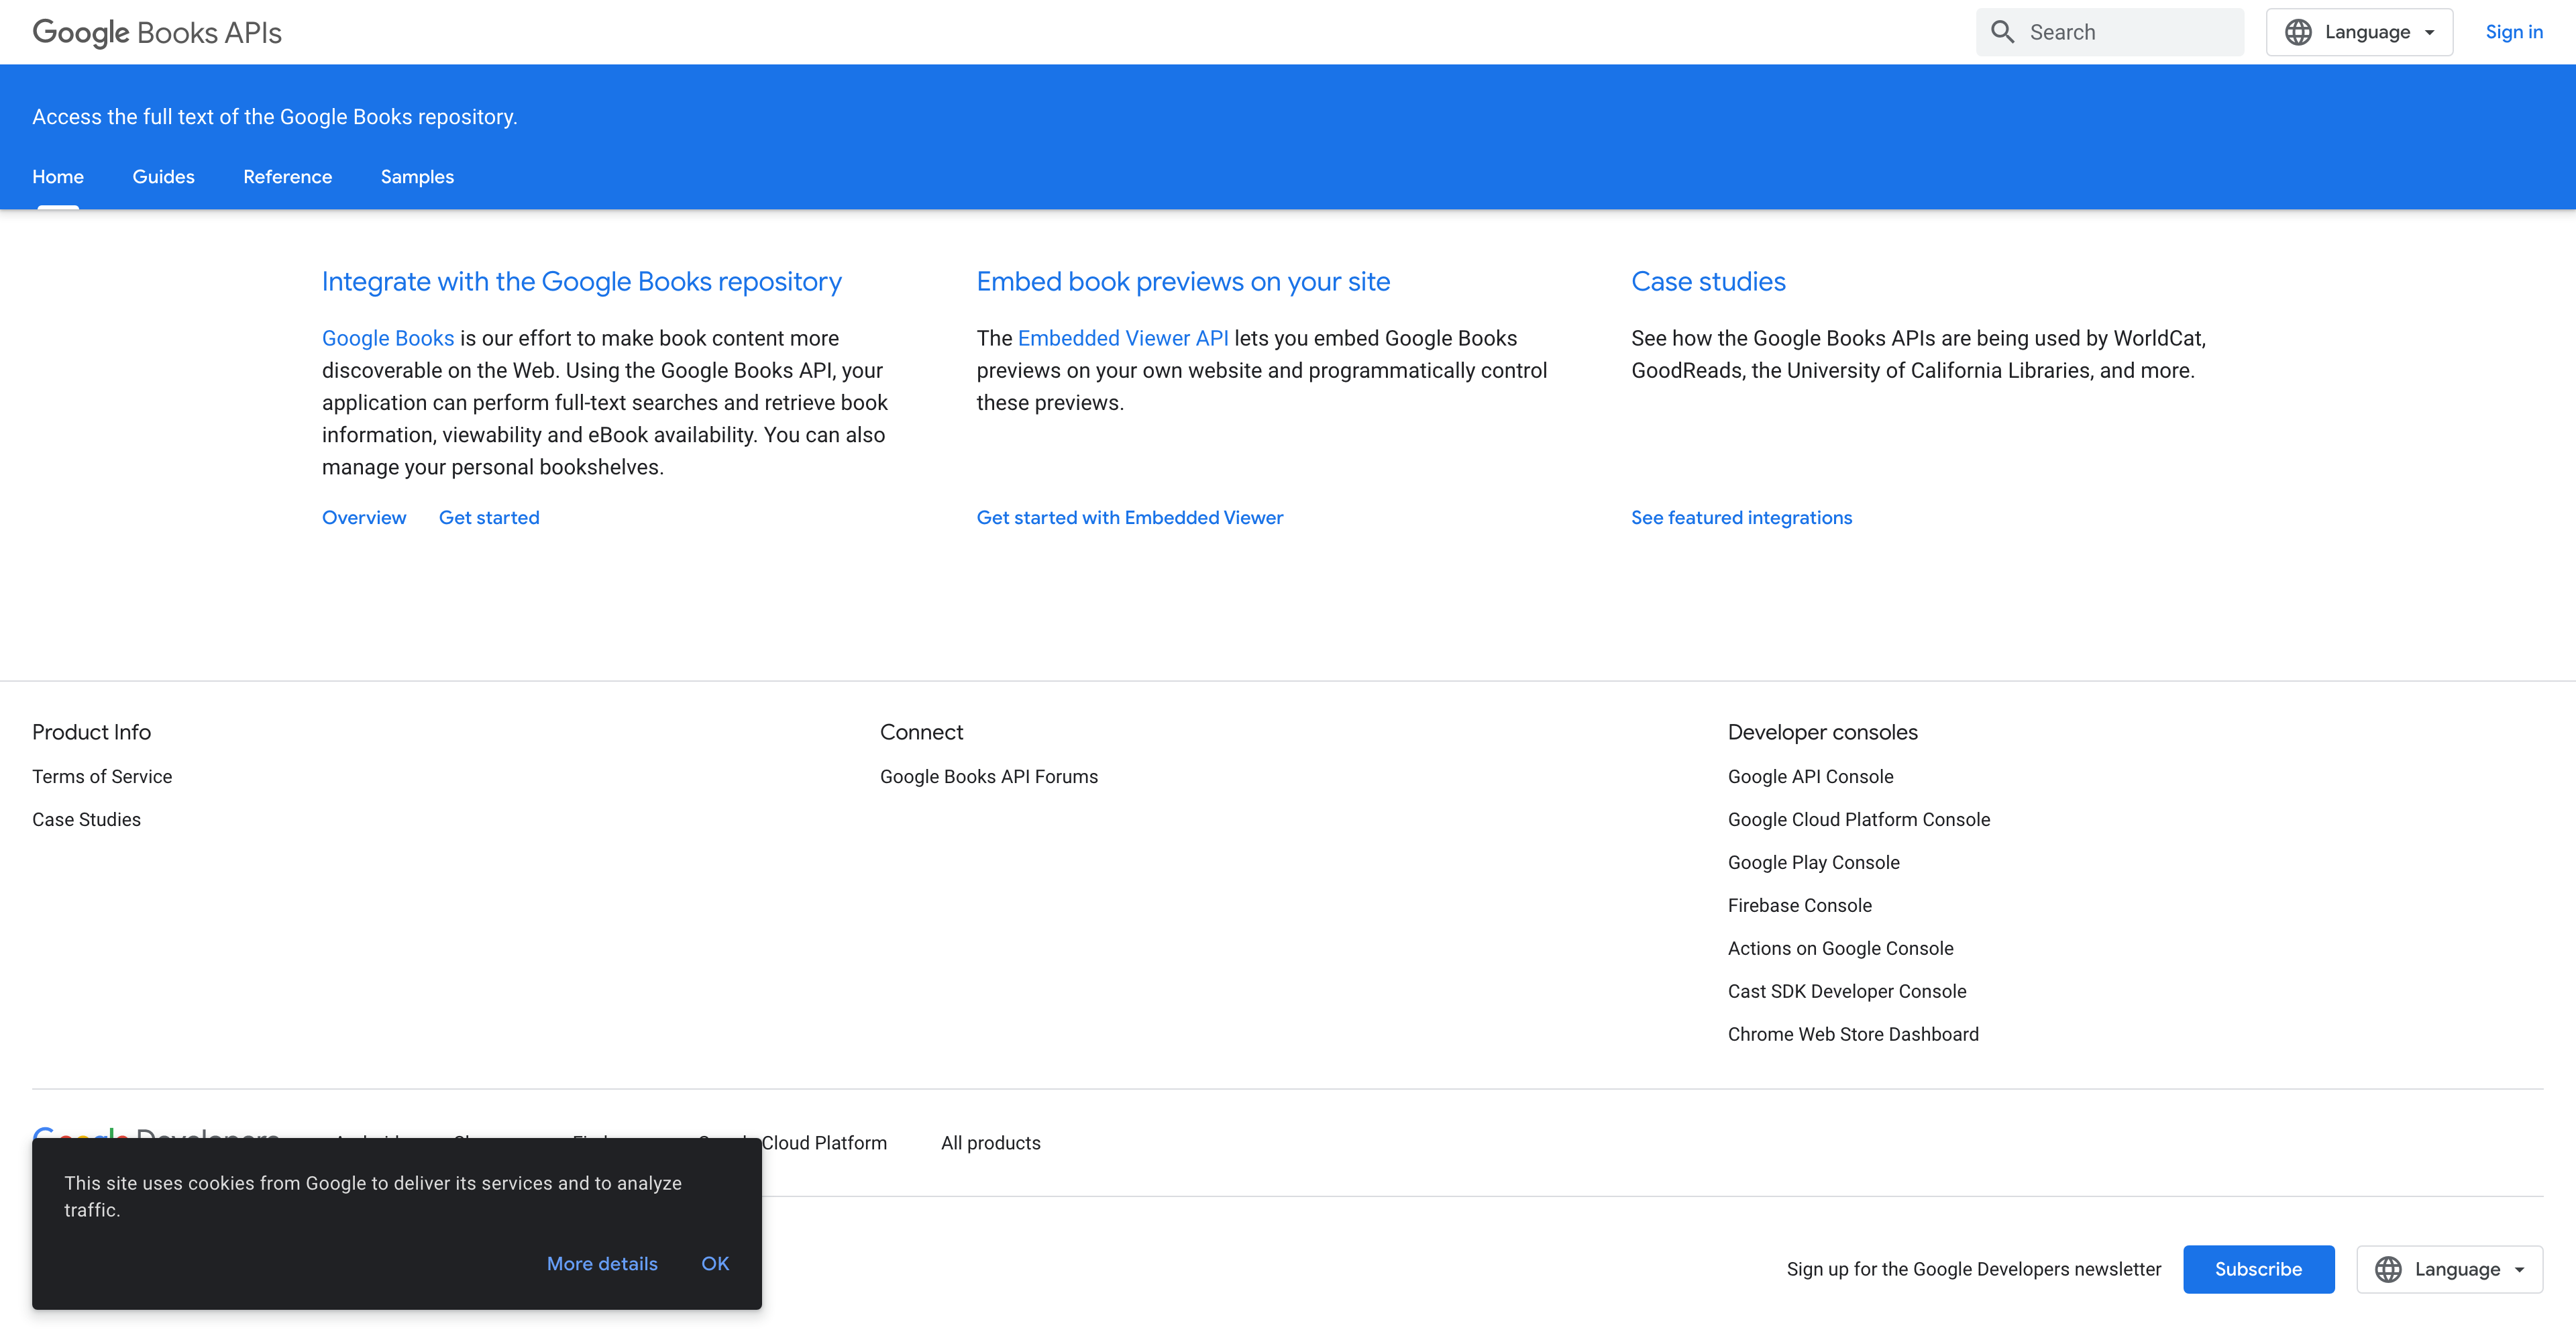 Google Books APIs
Search
Language
Sign in
Access the full text of the Google Books repository.
Home
Guides
Reference
Samples
Integrate with the Google Books repository
Google Books is our effort to make book content more
discoverable on the Web. Using the Google Books API, your
application can perform full-text searches and retrieve book
information, viewability and eBook availability. You can also
manage your personal bookshelves.
Overview
Get started
Embed book previews on your site
The Embedded Viewer API lets you embed Google Books
previews on your own website and programmatically control
these previews.
Get started with Embedded Viewer
Case studies
See how the Google Books APIs are being used by WorldCat,
GoodReads, the University of California Libraries, and more.
See featured integrations
Product Info
Terms of Service
Case Studies
Connect
Google Books API Forums
Developer consoles
Google API Console
Google Cloud Platform Console
Google Play Console
Firebase Console
Actions on Google Console
Cast SDK Developer Console
Chrome Web Store Dashboard
Google Developers
Cloud Platform
All products
This site uses cookies from Google to deliver its services and to analyze
traffic.
More details
OK
Sign up for the Google Developers newsletter
Subscribe
Language